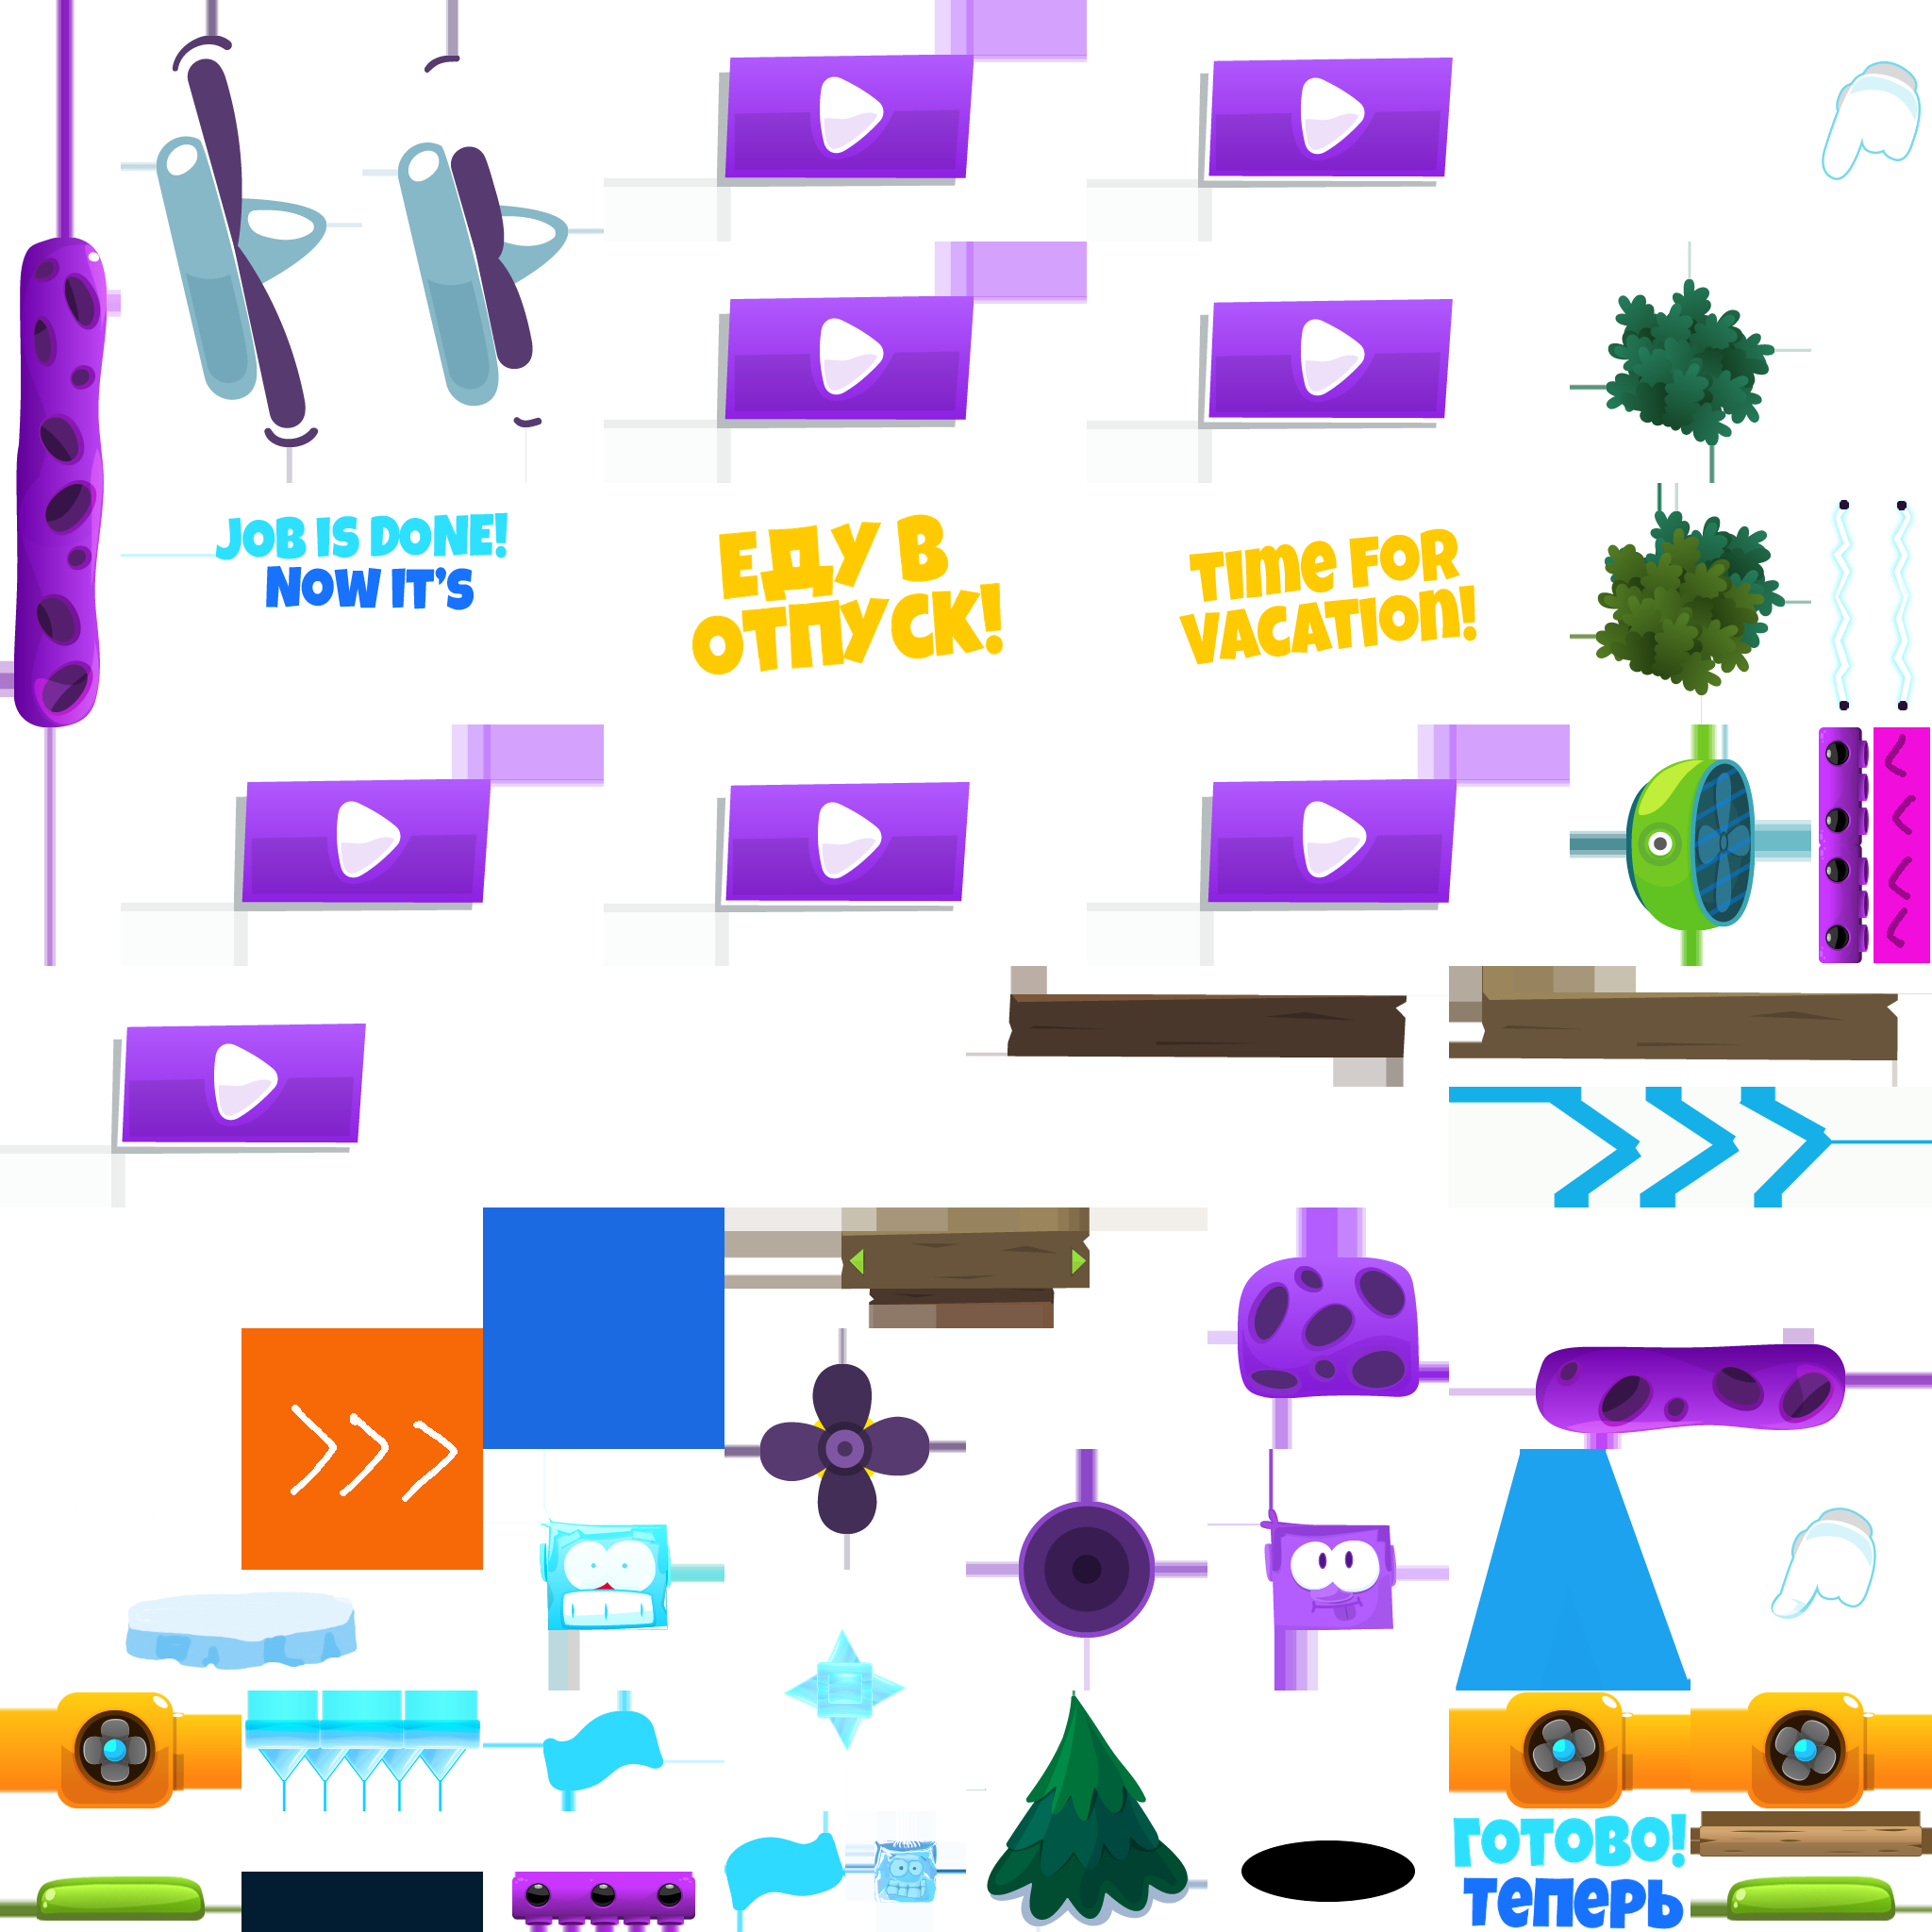 JOB IS DONE!
NOW IT'S
ЕДУ В
ОТПУСК!
TIme FOR
VACATIOn!
ГОТОВО!
Теперь